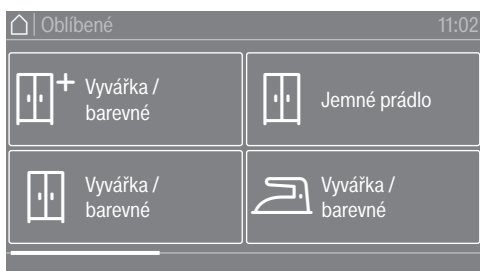 Oblíbené 11:02
Vyvářka /
barevné
Jemné prádlo
Vyvářka /
barevné
Vyvářka /
barevné